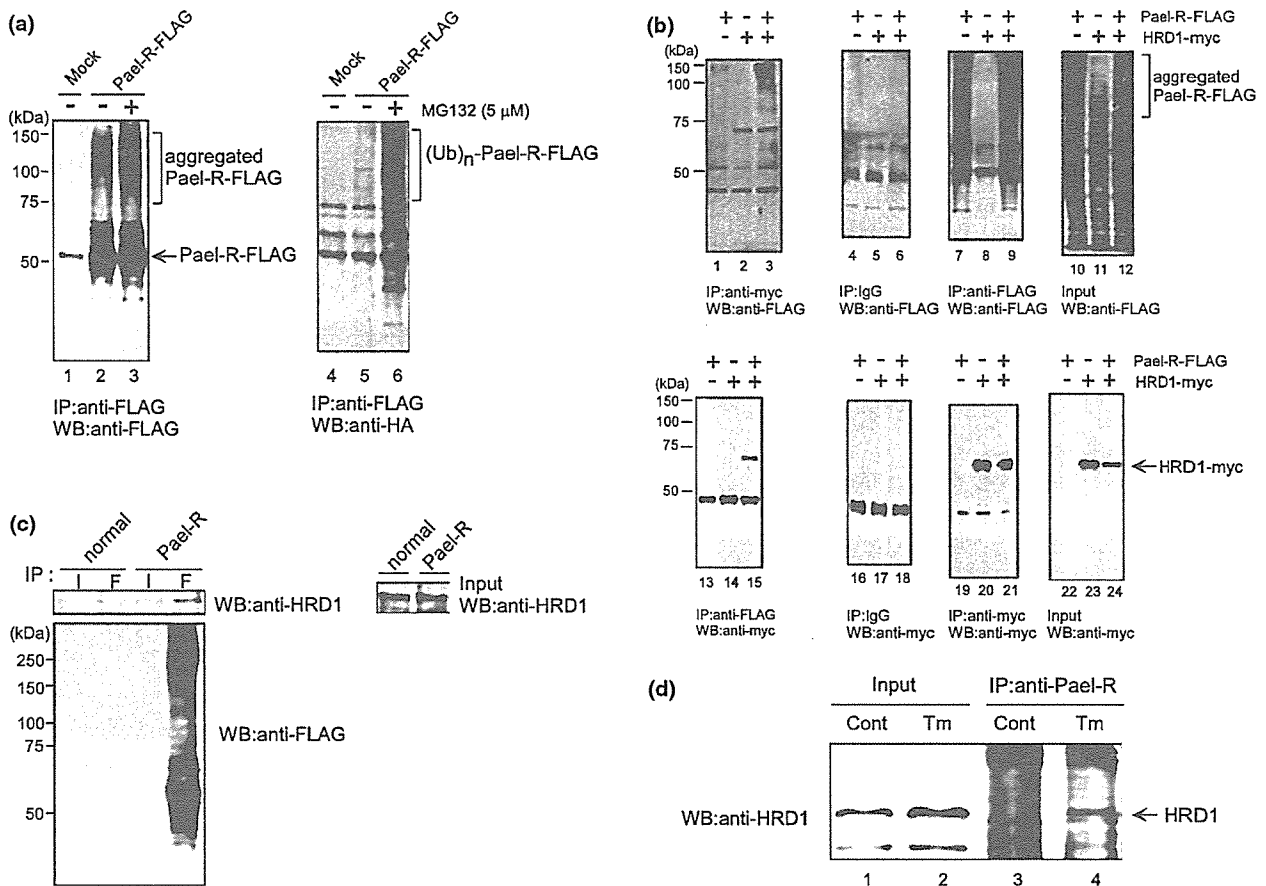 (a)
Mock
Pael-R-FLAG
- - +
(kDa)
150
100
75
50
aggregated
Pael-R-FLAG
Pael-R-FLAG
1 2 3
IP:anti-FLAG
WB:anti-FLAG
Mock
Pael-R-FLAG
- - + MG132 (5 μM)
(Ub)n-Pael-R-FLAG
4 5 6
IP:anti-FLAG
WB:anti-HA
(b)
+ - + + - + + - + + - + Pael-R-FLAG
- + + - + + - + + - + + HRD1-myc
(kDa)
150
100
75
50
aggregated
Pael-R-FLAG
1 2 3 4 5 6 7 8 9 10 11 12
IP:anti-myc IP:IgG IP:anti-FLAG Input
WB:anti-FLAG WB:anti-FLAG WB:anti-FLAG WB:anti-FLAG
+ - + + - + + - + + - + Pael-R-FLAG
- + + - + + - + + - + + HRD1-myc
(kDa)
150
100
75
50
HRD1-myc
13 14 15 16 17 18 19 20 21 22 23 24
IP:anti-FLAG IP:IgG IP:anti-myc Input
WB:anti-myc WB:anti-myc WB:anti-myc WB:anti-myc
(c)
normal
Pael-R
IP : I F I F
WB:anti-HRD1
(kDa)
250
150
100
75
50
WB:anti-FLAG
normal
Pael-R
Input
WB:anti-HRD1
(d)
Input IP:anti-Pael-R
Cont Tm Cont Tm
WB:anti-HRD1
HRD1
1 2 3 4